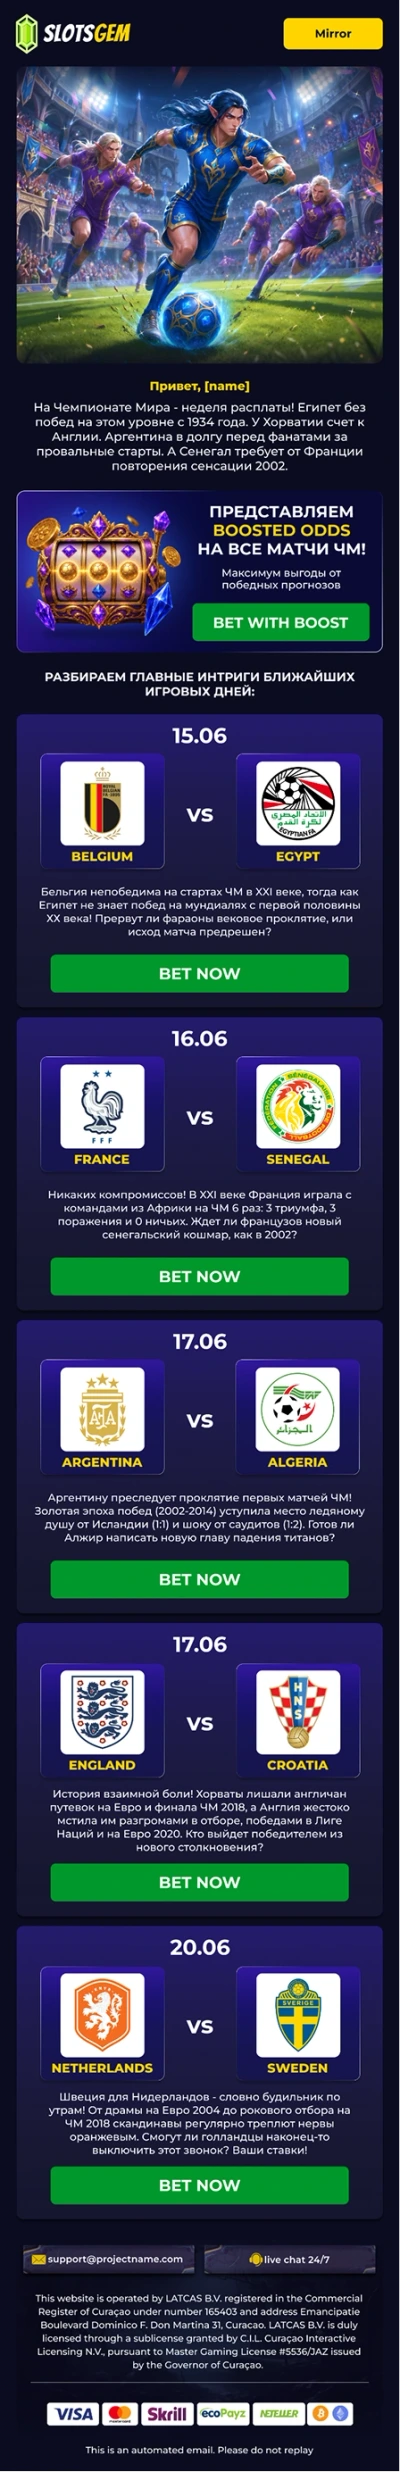 SLOTSGEM
Mirror
Привет, [name]
На Чемпионате Мира - неделя расплаты! Египет без
побед на этом уровне с 1934 года. У Хорватии счет к
Англии. Аргентина в долгу перед фанатами за
провальные старты. А Сенегал требует от Франции
повторения сенсации 2002.
ПРЕДСТАВЛЯЕМ
BOOSTED ODDS
НА ВСЕ МАТЧИ ЧМ!
Максимум выгоды от
победных прогнозов
BET WITH BOOST
РАЗБИРАЕМ ГЛАВНЫЕ ИНТРИГИ БЛИЖАЙШИХ
ИГРОВЫХ ДНЕЙ:
15.06
VS
BELGIUM
EGYPT
Бельгия непобедима на стартах ЧМ в XXI веке, тогда как
Египет не знает побед на мундиалях с первой половины
XX века! Прервут ли фараоны вековое проклятие, или
исход матча предрешен?
BET NOW
16.06
FFF
VS
FRANCE
SENEGAL
Никаких компромиссов! В XXI веке Франция играла с
командами из Африки на ЧМ 6 раз: 3 триумфа, 3
поражения и 0 ничьих. Ждет ли французов новый
сенегальский кошмар, как в 2002?
BET NOW
17.06
VS
ARGENTINA
ALGERIA
Аргентину преследует проклятие первых матчей ЧМ!
Золотая эпоха побед (2002-2014) уступила место ледяному
душу от Исландии (1:1) и шоку от саудитов (1:2). Готов ли
Алжир написать новую главу падения титанов?
BET NOW
17.06
HNS
VS
ENGLAND
CROATIA
История взаимной боли! Хорваты лишали англичан
путевок на Евро и финала ЧМ 2018, а Англия жестоко
мстила им разгромами в отборе, победами в Лиге
Наций и на Евро 2020. Кто выйдет победителем из
нового столкновения?
BET NOW
20.06
SVERIGE
VS
NETHERLANDS
SWEDEN
Швеция для Нидерландов - словно будильник по
утрам! От драмы на Евро 2004 до рокового отбора на
ЧМ 2018 скандинавы регулярно треплют нервы
оранжевым. Смогут ли голландцы наконец-то
выключить этот звонок? Ваши ставки!
BET NOW
support@projectname.com
live chat 24/7
This website is operated by LATCAS B.V. registered in the Commercial
Register of Curaçao under number 165403 and address Emancipatie
Boulevard Dominico F. Don Martina 31, Curacao. LATCAS B.V. is duly
licensed through a sublicense granted by C.I.L. Curaçao Interactive
Licensing N.V., pursuant to Master Gaming License #5536/JAZ issued
by the Governor of Curaçao.
VISA
mastercard
Skrill
ecoPayz
NETELLER
This is an automated email. Please do not replay